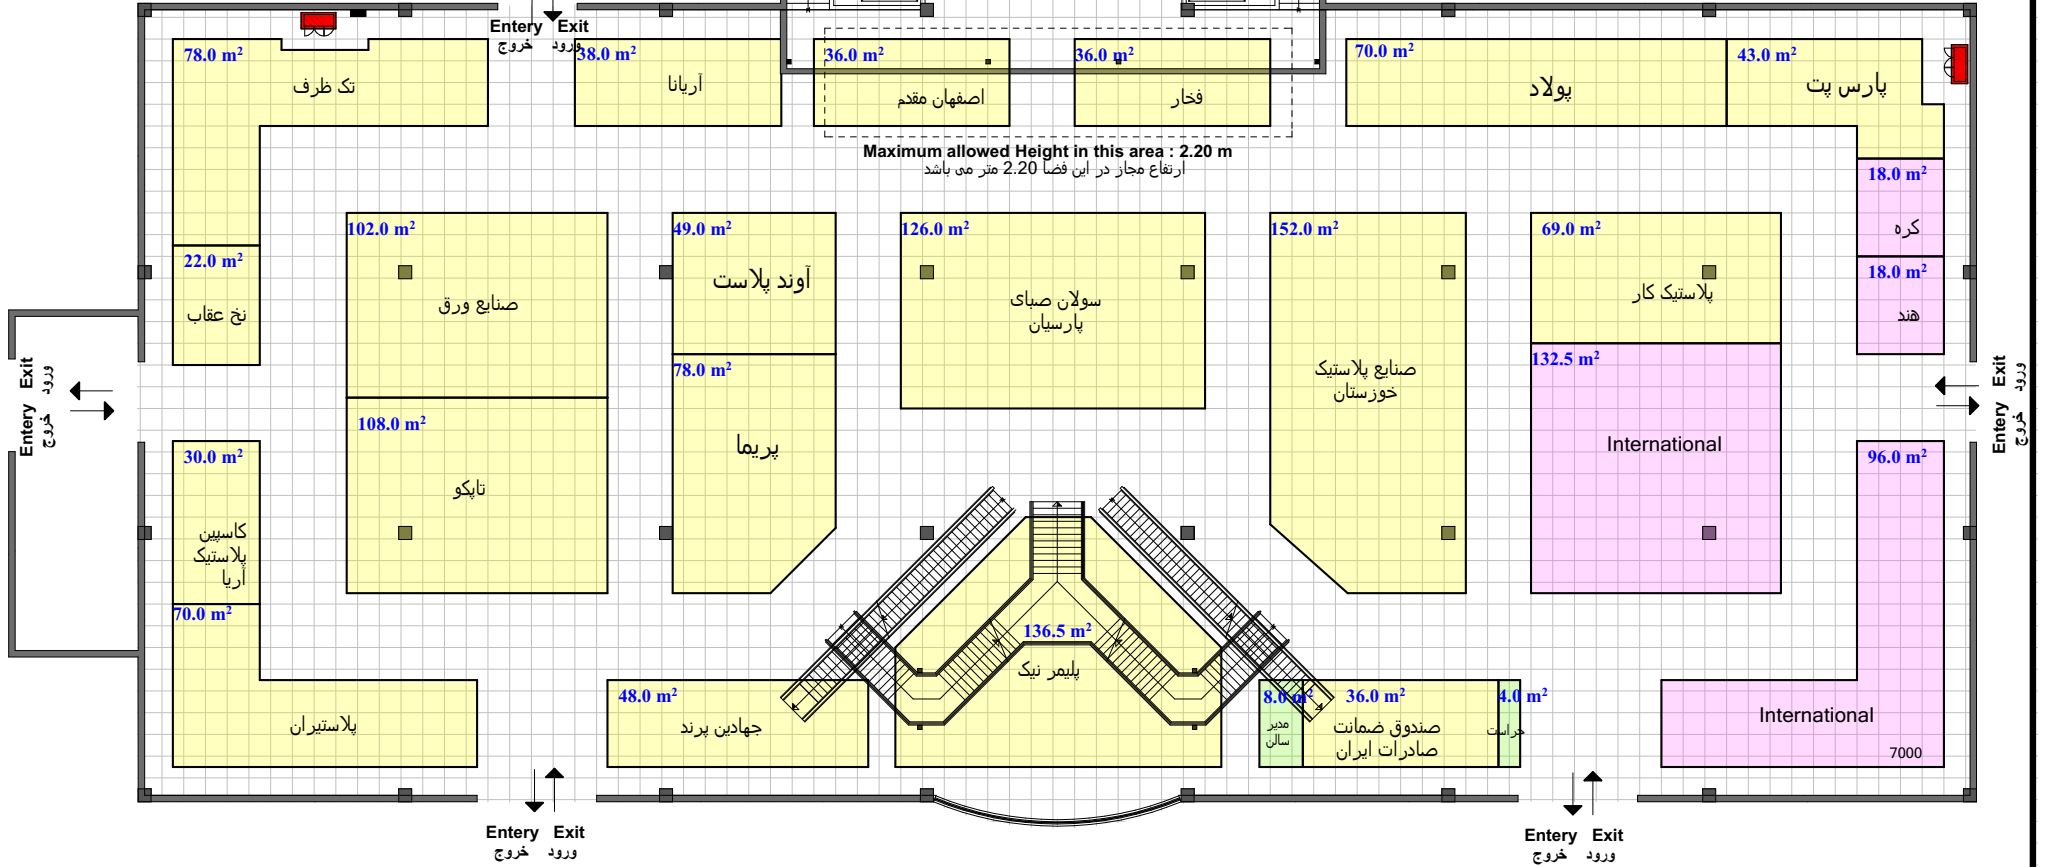 Entery Exit
خروج ورود
78.0 m²
تک ظرف
38.0 m²
آریانا
36.0 m²
اصفهان مقدم
36.0 m²
فخار
70.0 m²
پولاد
43.0 m²
پارس پت
Maximum allowed Height in this area : 2.20 m
ارتفاع مجاز در این فضا 2.20 متر می باشد
18.0 m²
کره
22.0 m²
نخ عقاب
102.0 m²
صنایع ورق
49.0 m²
آوند پلاست
126.0 m²
سولان صبای
پارسیان
152.0 m²
صنایع پلاستیک
خوزستان
69.0 m²
پلاستیک کار
18.0 m²
هند
Entery Exit
خروج ورود
108.0 m²
تاپکو
78.0 m²
پریما
132.5 m²
International
Entery Exit
خروج ورود
30.0 m²
کاسپین
پلاستیک
آریا
96.0 m²
International
7000
70.0 m²
پلاستیران
48.0 m²
جهادین پرند
136.5 m²
پلیمر نیک
8.0 m²
مدیر
سالن
36.0 m²
صندوق ضمانت
صادرات ایران
4.0 m²
حراست
Entery Exit
خروج ورود
Entery Exit
خروج ورود